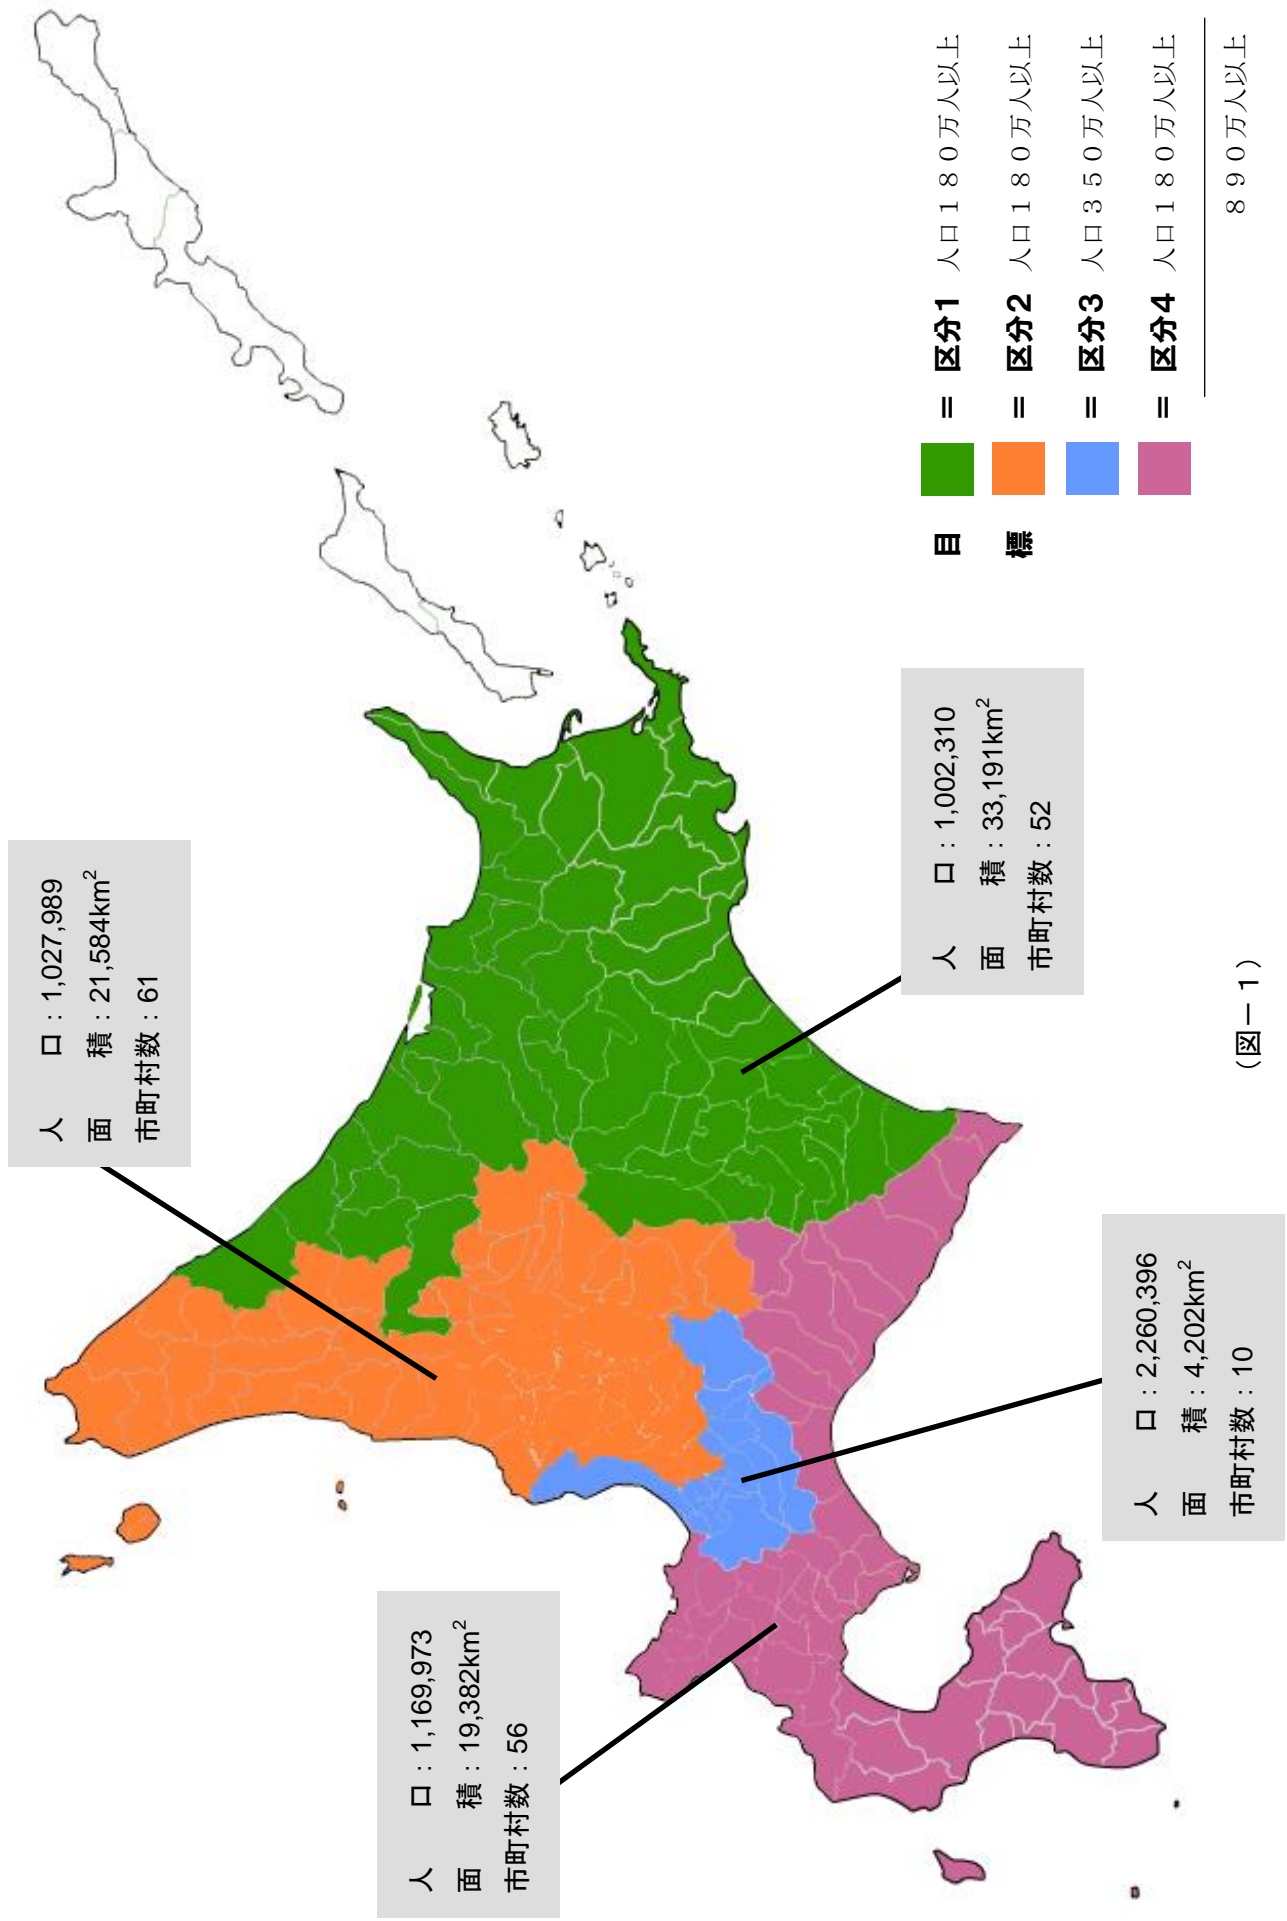 人　　口：1,027,989
面　　積：21,584km²
市町村数：61
人　　口：1,169,973
面　　積：19,382km²
市町村数：56
人　　口：1,002,310
面　　積：33,191km²
市町村数：52
人　　口：2,260,396
面　　積：4,202km²
市町村数：10
目 ＝ 区分1 人口１８０万人以上
標 ＝ 区分2 人口１８０万人以上
＝ 区分3 人口３５０万人以上
＝ 区分4 人口１８０万人以上
８９０万人以上
（図－１）